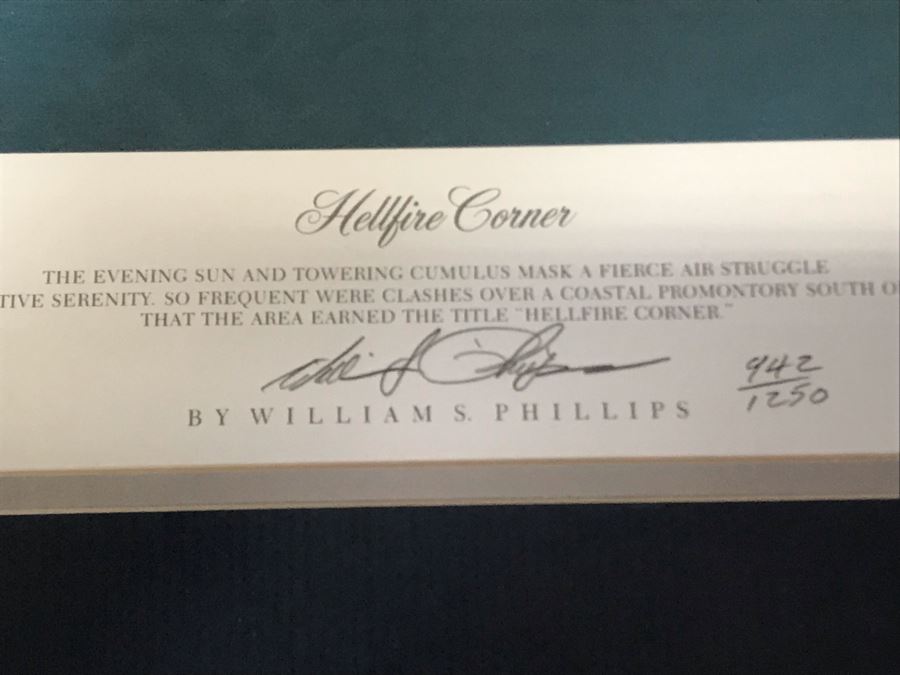 Hellfire Corner
THE EVENING SUN AND TOWERING CUMULUS MASK A FIERCE AIR STRUGGLE
TIVE SERENITY. SO FREQUENT WERE CLASHES OVER A COASTAL PROMONTORY SOUTH O
THAT THE AREA EARNED THE TITLE "HELLFIRE CORNER."
942
1250
BY WILLIAM S. PHILLIPS